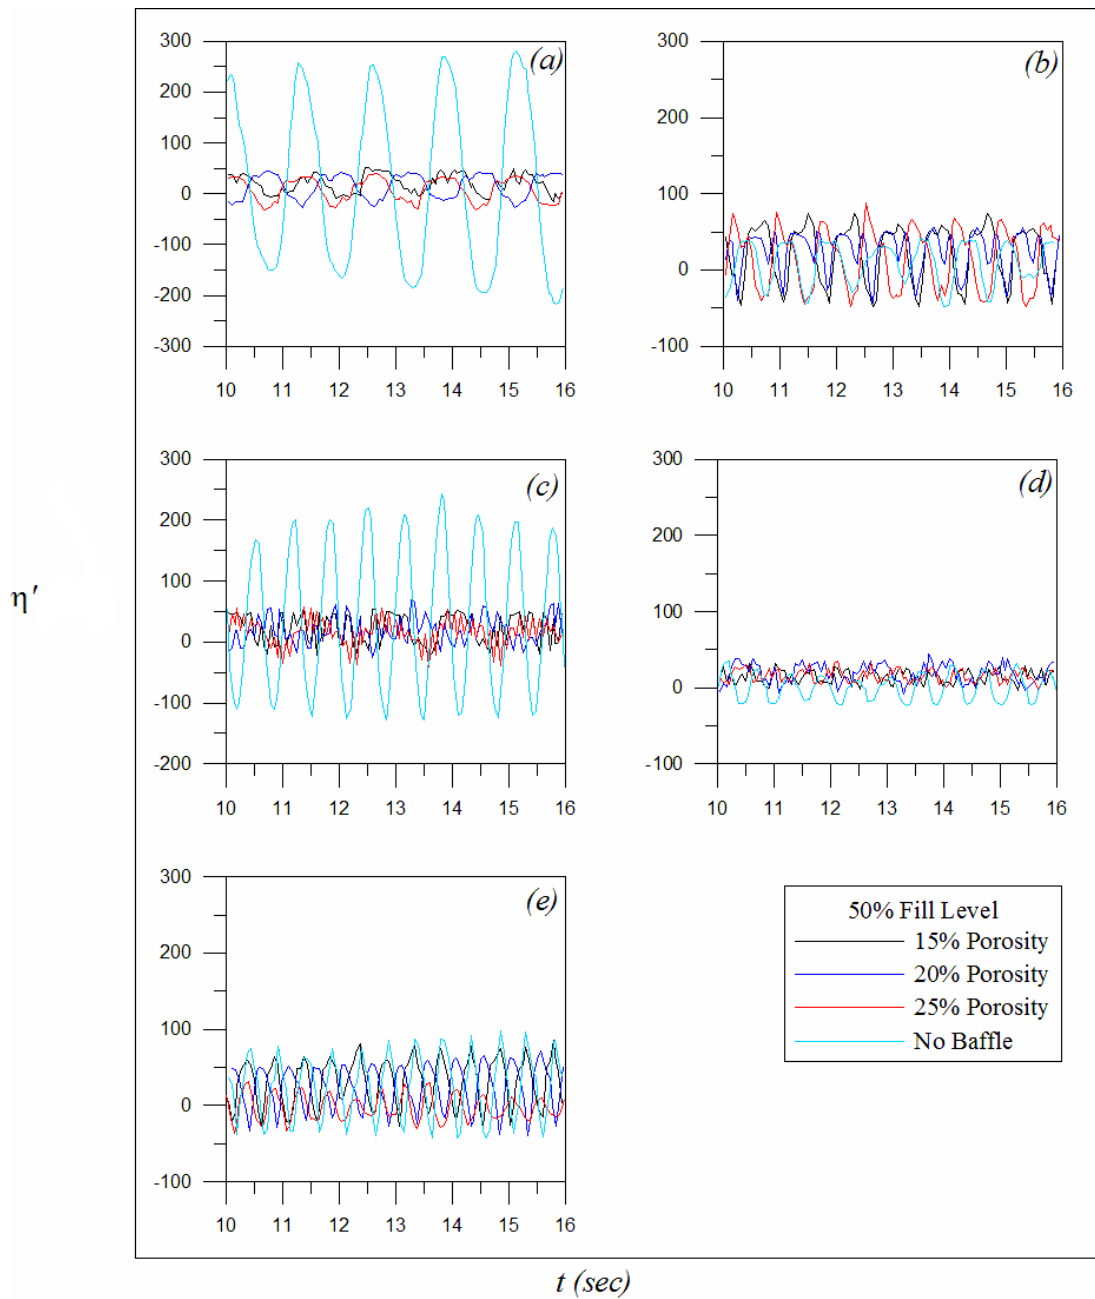 300
200
100
0
-100
-200
-300
10 11 12 13 14 15 16
(a)
300
200
100
0
-100
10 11 12 13 14 15 16
(b)
300
200
100
0
-100
-200
10 11 12 13 14 15 16
(c)
300
200
100
0
-100
10 11 12 13 14 15 16
(d)
η'
300
200
100
0
-100
10 11 12 13 14 15 16
(e)
50% Fill Level
15% Porosity
20% Porosity
25% Porosity
No Baffle
t (sec)